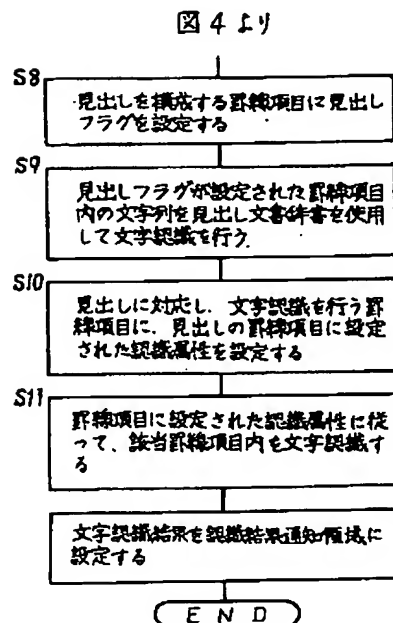 図4より
S8
見出しを構成する罫線項目に見出し
フラグを設定する
S9
見出しフラグが設定された罫線項目
内の文字列を見出し文書辞書を使用
して文字認識を行う.
S10
見出しに対応し、文字認識を行う罫
線項目に、見出しの罫線項目に設定
された認識属性を設定する
S11
罫線項目に設定された認識属性に従
って、該当罫線項目内を文字認識す
る
文字認識結果を認識結果通知領域に
設定する
END